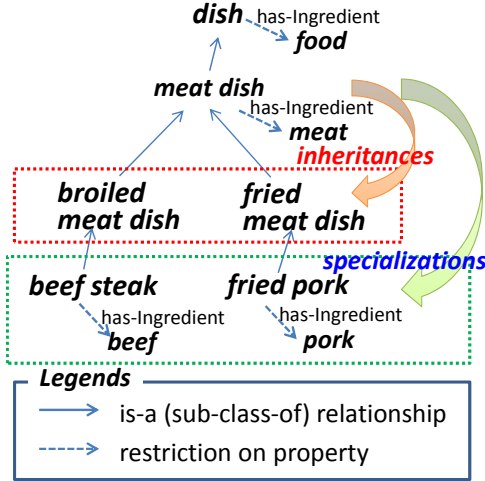 dish
has-Ingredient
food
meat dish
has-Ingredient
meat
inheritances
broiled
meat dish
fried
meat dish
specializations
beef steak
has-Ingredient
beef
fried pork
has-Ingredient
pork
Legends
is-a (sub-class-of) relationship
restriction on property